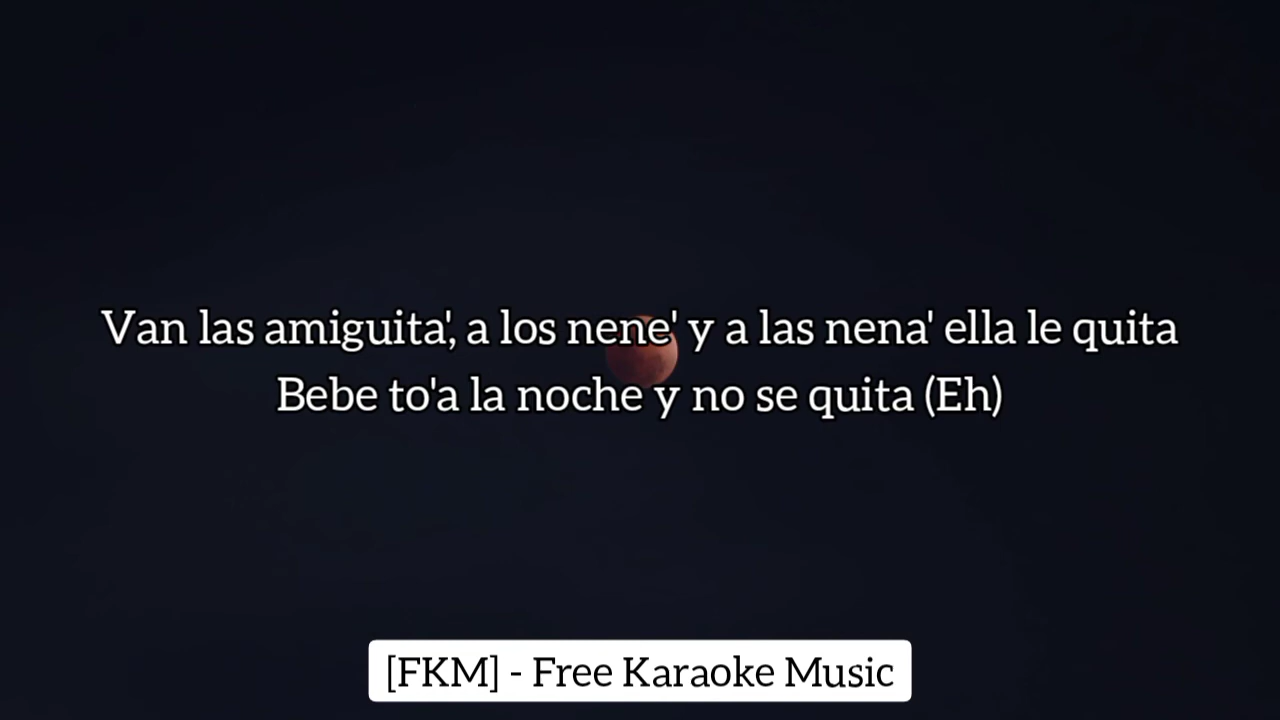 Van las amiguita', a los nene' y a las nena' ella le quita
Bebe to'a la noche y no se quita (Eh)
[FKM] - Free Karaoke Music